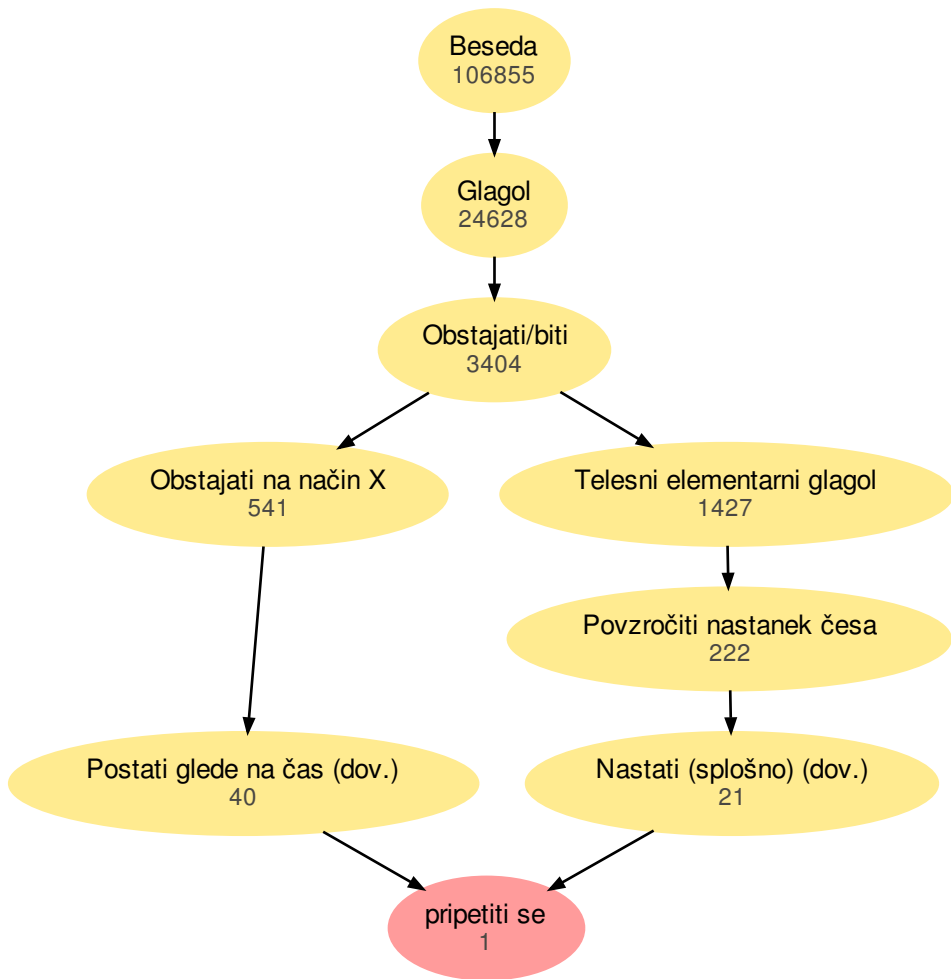 Beseda
106855
Glagol
24628
Obstajati/biti
3404
Obstajati na način X
541
Telesni elementarni glagol
1427
Povzročiti nastanek česa
222
Postati glede na čas (dov.)
40
Nastati (splošno) (dov.)
21
pripetiti se
1